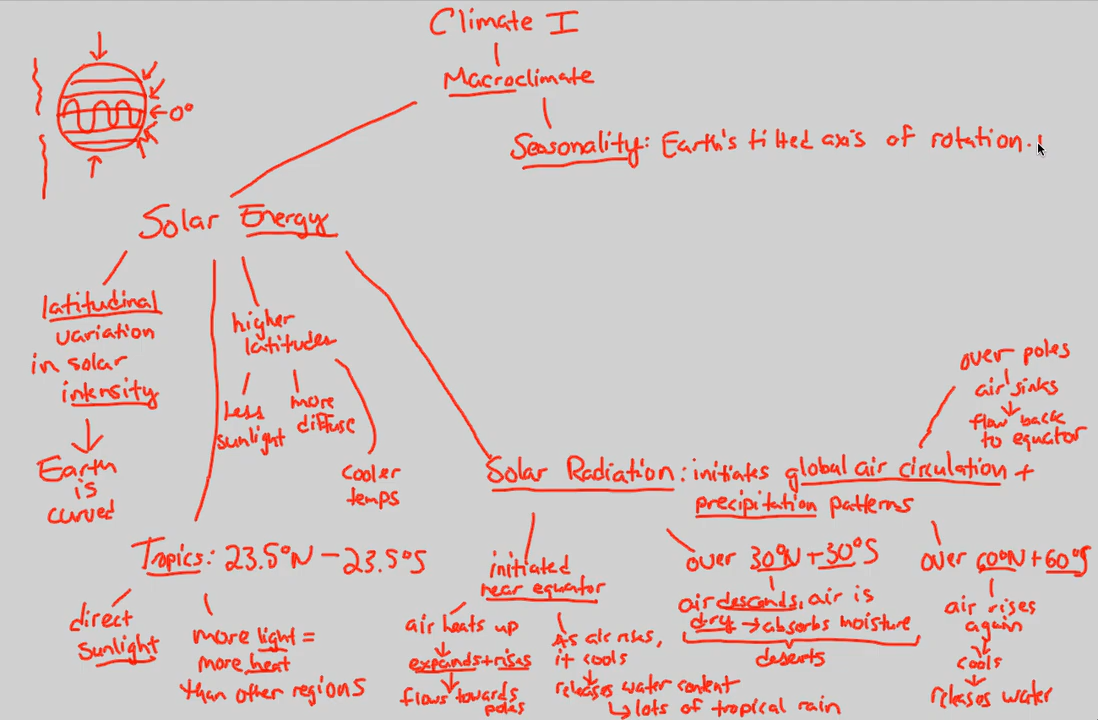 Climate I
Macroclimate
0°
Seasonality: Earth's tilted axis of rotation.
Solar Energy
latitudinal
variation
in solar
intensity
Earth
is
curved
higher
latitudes
less
sunlight
more
diffuse
cooler
temps
Tropics: 23.5°N - 23.5°S
direct
sunlight
more light =
more heat
than other regions
Solar Radiation: initiates global air circulation +
precipitation patterns
initiated
near equator
air heats up
expands + rises
flows towards
poles
As air rises,
it cools
releases water content
lots of tropical rain
over 30°N + 30°S
air descends, air is
dry → absorbs moisture
deserts
over 60°N + 60°S
air rises
again
cools
releases water
over poles
air sinks
flow back
to equator